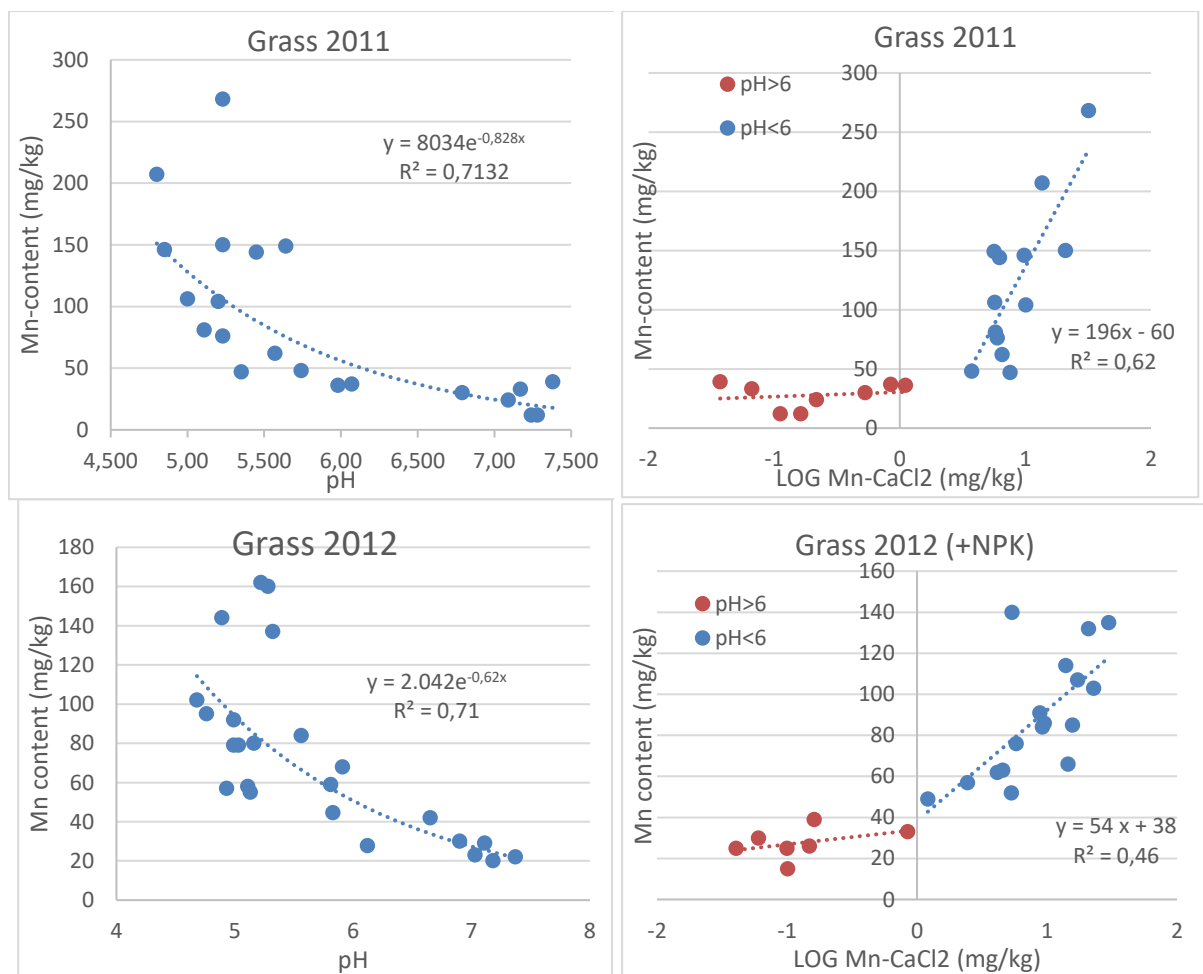 Grass 2011
Mn-content (mg/kg)
300
250
200
150
100
50
0
y = 8034e^-0,828x
R² = 0,7132
4,500 5,00 5,500 6,00 6,500 7,00 7,500
pH
Grass 2011
pH>6
pH<6
Mn-content (mg/kg)
300
250
200
150
100
50
0
y = 196x - 60
R² = 0,62
-2 -1 0 1 2
LOG Mn-CaCl2 (mg/kg)
Grass 2012
Mn content (mg/kg)
180
160
140
120
100
80
60
40
20
0
y = 2.042e^-0,62x
R² = 0,71
4 5 6 7 8
pH
Grass 2012 (+NPK)
pH>6
pH<6
Mn content (mg/kg)
160
140
120
100
80
60
40
20
0
y = 54 x + 38
R² = 0,46
-2 -1 0 1 2
LOG Mn-CaCl2 (mg/kg)